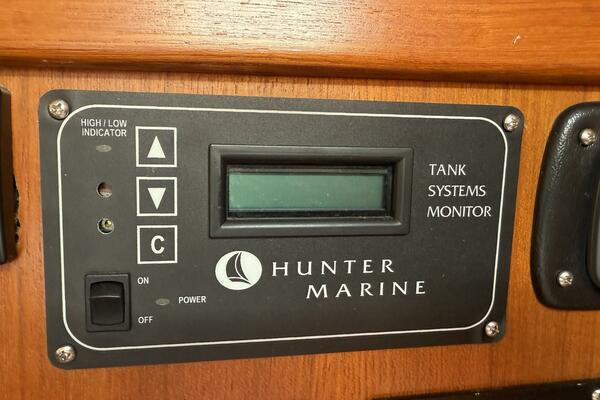 HIGH / LOW
INDICATOR
C
TANK
SYSTEMS
MONITOR
HUNTER
MARINE
ON
POWER
OFF